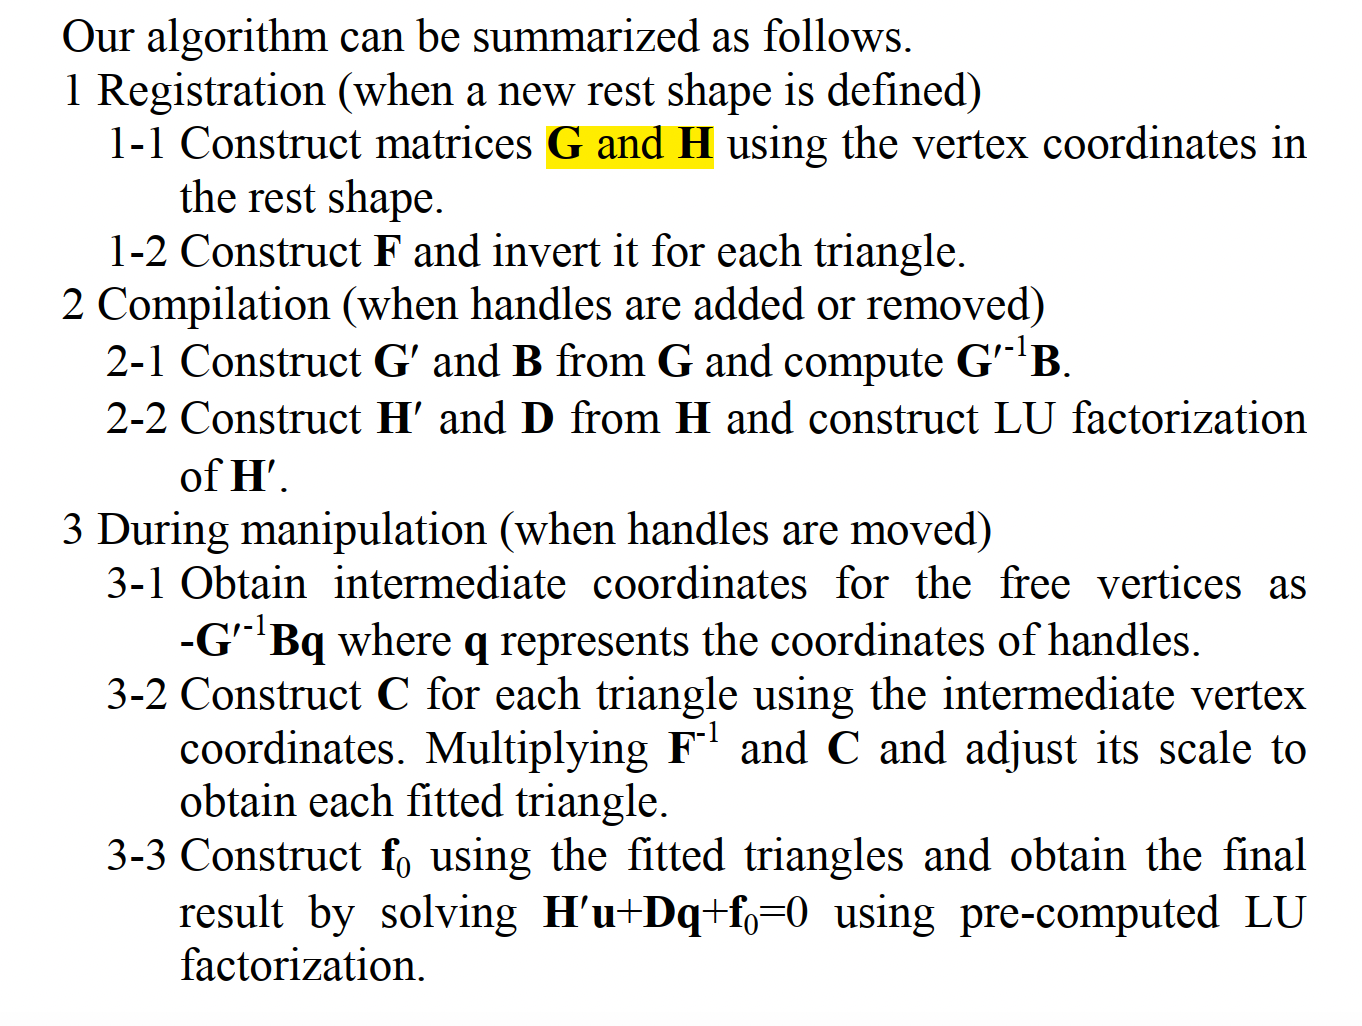 Our algorithm can be summarized as follows.
1 Registration (when a new rest shape is defined)
1-1 Construct matrices G and H using the vertex coordinates in
the rest shape.
1-2 Construct F and invert it for each triangle.
2 Compilation (when handles are added or removed)
2-1 Construct G′ and B from G and compute G′⁻¹B.
2-2 Construct H′ and D from H and construct LU factorization
of H′.
3 During manipulation (when handles are moved)
3-1 Obtain intermediate coordinates for the free vertices as
-G′⁻¹Bq where q represents the coordinates of handles.
3-2 Construct C for each triangle using the intermediate vertex
coordinates. Multiplying F⁻¹ and C and adjust its scale to
obtain each fitted triangle.
3-3 Construct f₀ using the fitted triangles and obtain the final
result by solving H′u+Dq+f₀=0 using pre-computed LU
factorization.